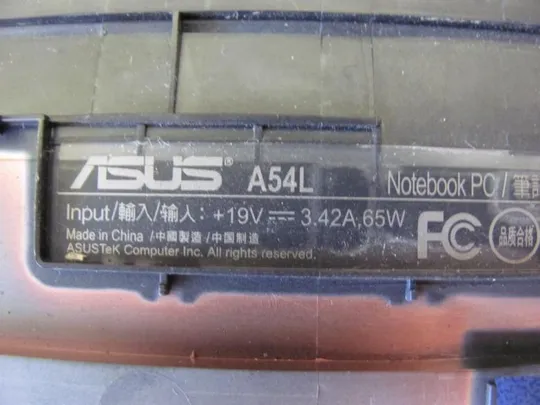 ASUS® A54L Notebook PC/筆
Input/輸入/输入: +19V⎓3.42A,65W
Made in China /中國製造 /中国制造
ASUSTeK Computer Inc. All rights reserved.
FC
品质合格